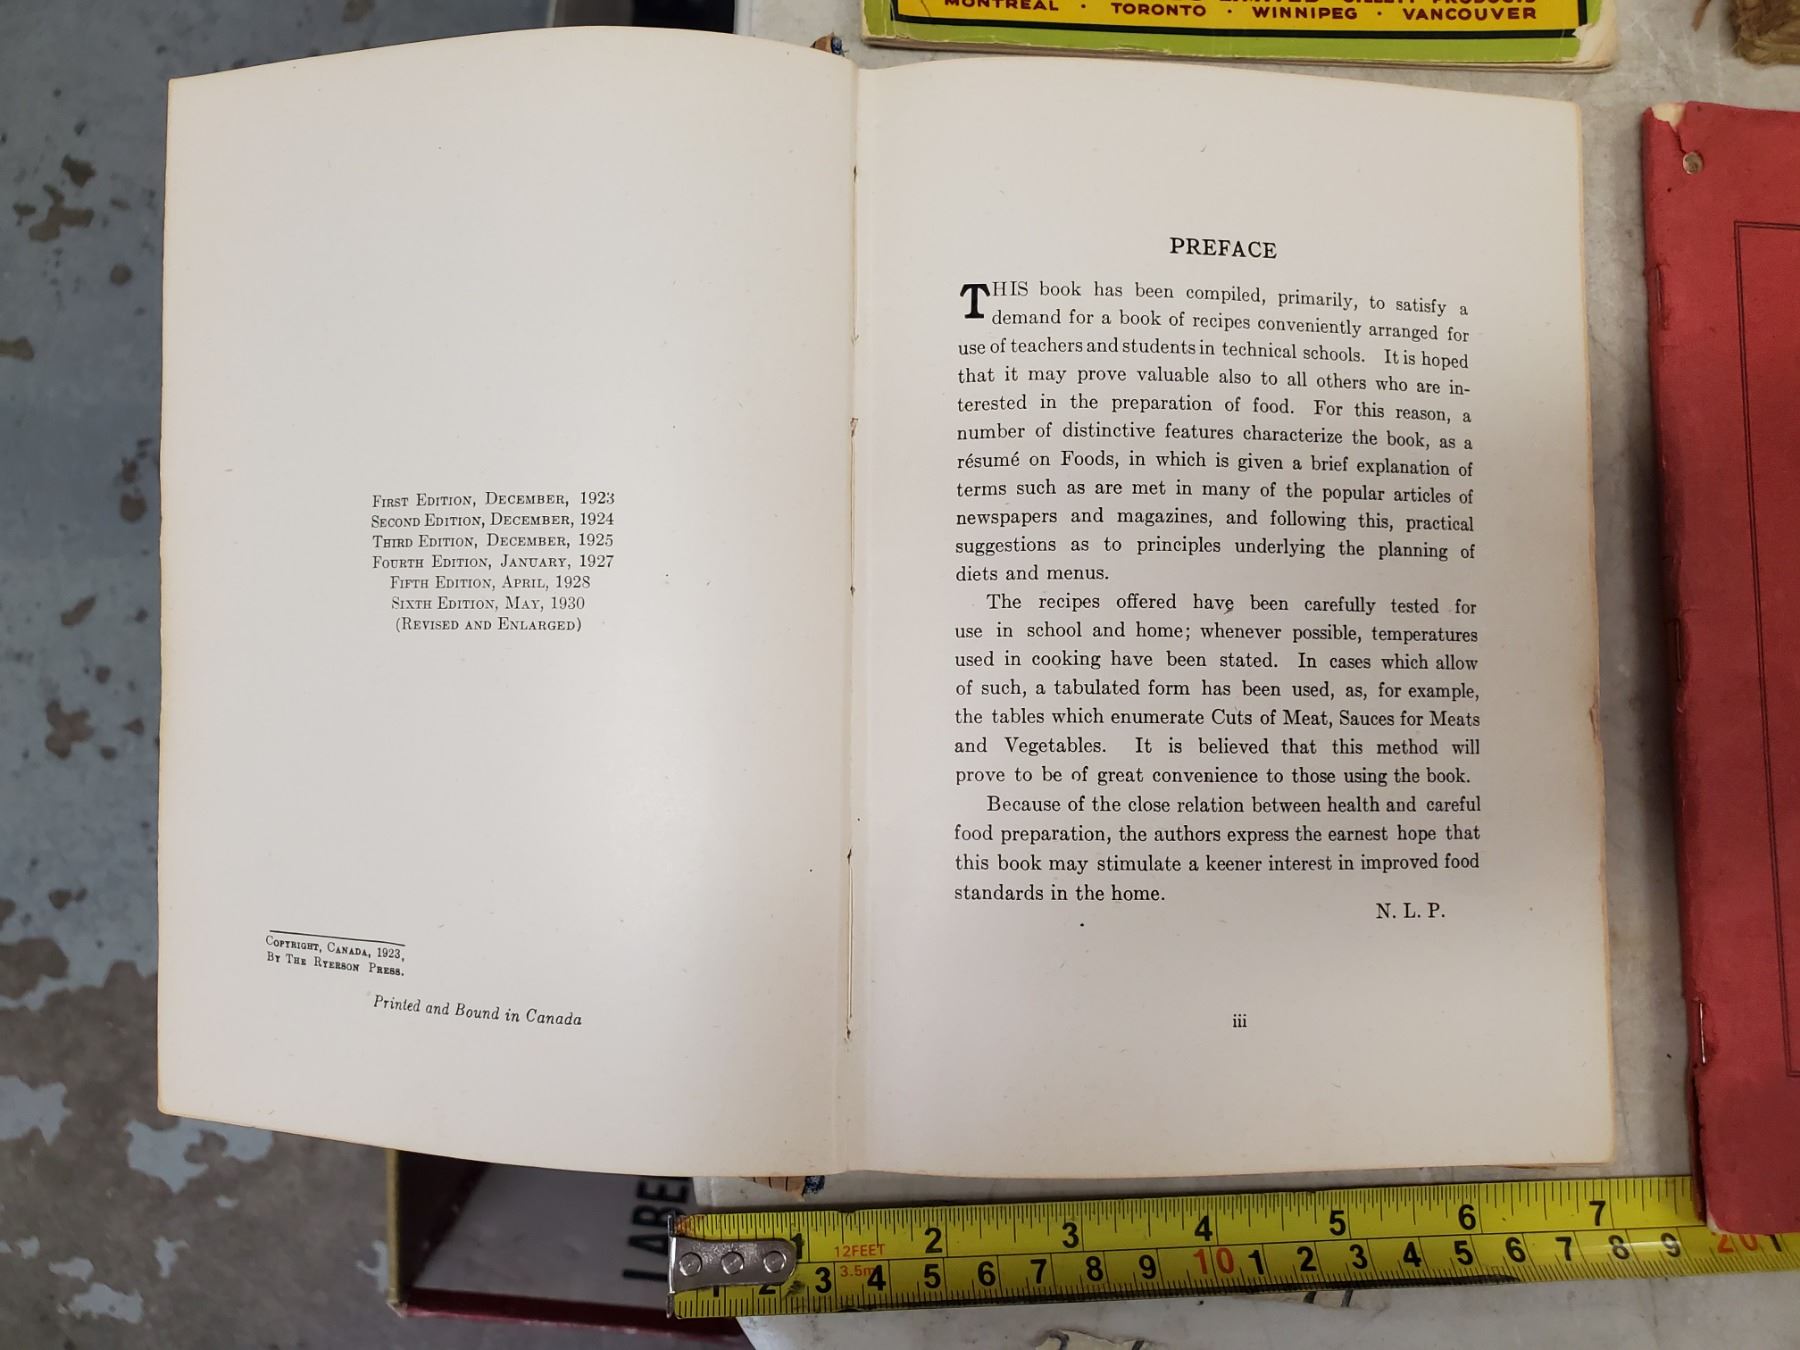 MONTREAL · TORONTO · WINNIPEG · VANCOUVER
First Edition, December, 1923
Second Edition, December, 1924
Third Edition, December, 1925
Fourth Edition, January, 1927
Fifth Edition, April, 1928
Sixth Edition, May, 1930
(Revised and Enlarged)
Copyright, Canada, 1923,
By The Ryerson Press.
Printed and Bound in Canada
PREFACE
THIS book has been compiled, primarily, to satisfy a
demand for a book of recipes conveniently arranged for
use of teachers and students in technical schools. It is hoped
that it may prove valuable also to all others who are in-
terested in the preparation of food. For this reason, a
number of distinctive features characterize the book, as a
résumé on Foods, in which is given a brief explanation of
terms such as are met in many of the popular articles of
newspapers and magazines, and following this, practical
suggestions as to principles underlying the planning of
diets and menus.
The recipes offered have been carefully tested for
use in school and home; whenever possible, temperatures
used in cooking have been stated. In cases which allow
of such, a tabulated form has been used, as, for example,
the tables which enumerate Cuts of Meat, Sauces for Meats
and Vegetables. It is believed that this method will
prove to be of great convenience to those using the book.
Because of the close relation between health and careful
food preparation, the authors express the earnest hope that
this book may stimulate a keener interest in improved food
standards in the home.
N. L. P.
iii
LABE
1 12FEET 2 3 4 5 6 7
1 2 3 3.5m 4 5 6 7 8 9 10 1 2 3 4 5 6 7 8 9 20 1